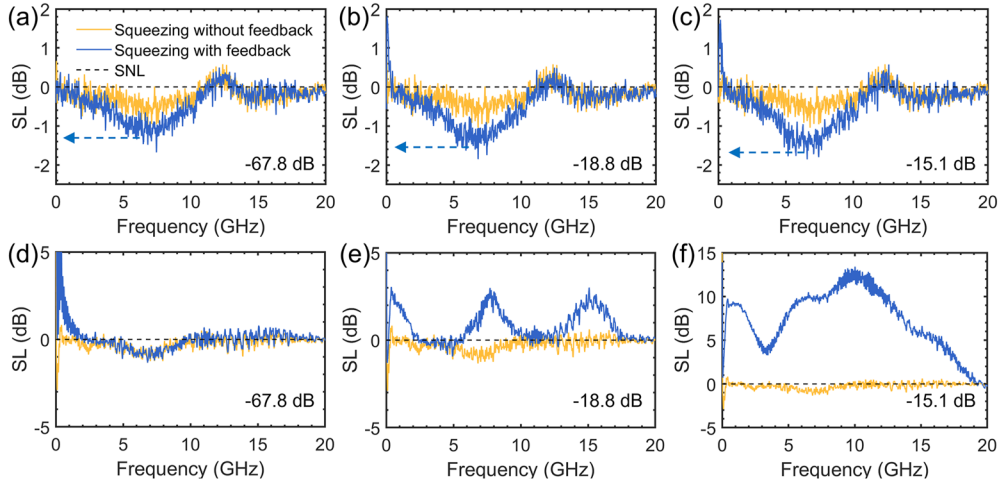 (a)
Squeezing without feedback
Squeezing with feedback
SNL
SL (dB)
2
1
0
-1
-2
-67.8 dB
0 5 10 15 20
Frequency (GHz)
(b)
SL (dB)
2
1
0
-1
-2
-18.8 dB
0 5 10 15 20
Frequency (GHz)
(c)
SL (dB)
2
1
0
-1
-2
-15.1 dB
0 5 10 15 20
Frequency (GHz)
(d)
SL (dB)
5
0
-5
-67.8 dB
0 5 10 15 20
Frequency (GHz)
(e)
SL (dB)
5
0
-5
-18.8 dB
0 5 10 15 20
Frequency (GHz)
(f)
SL (dB)
15
10
5
0
-5
-15.1 dB
0 5 10 15 20
Frequency (GHz)